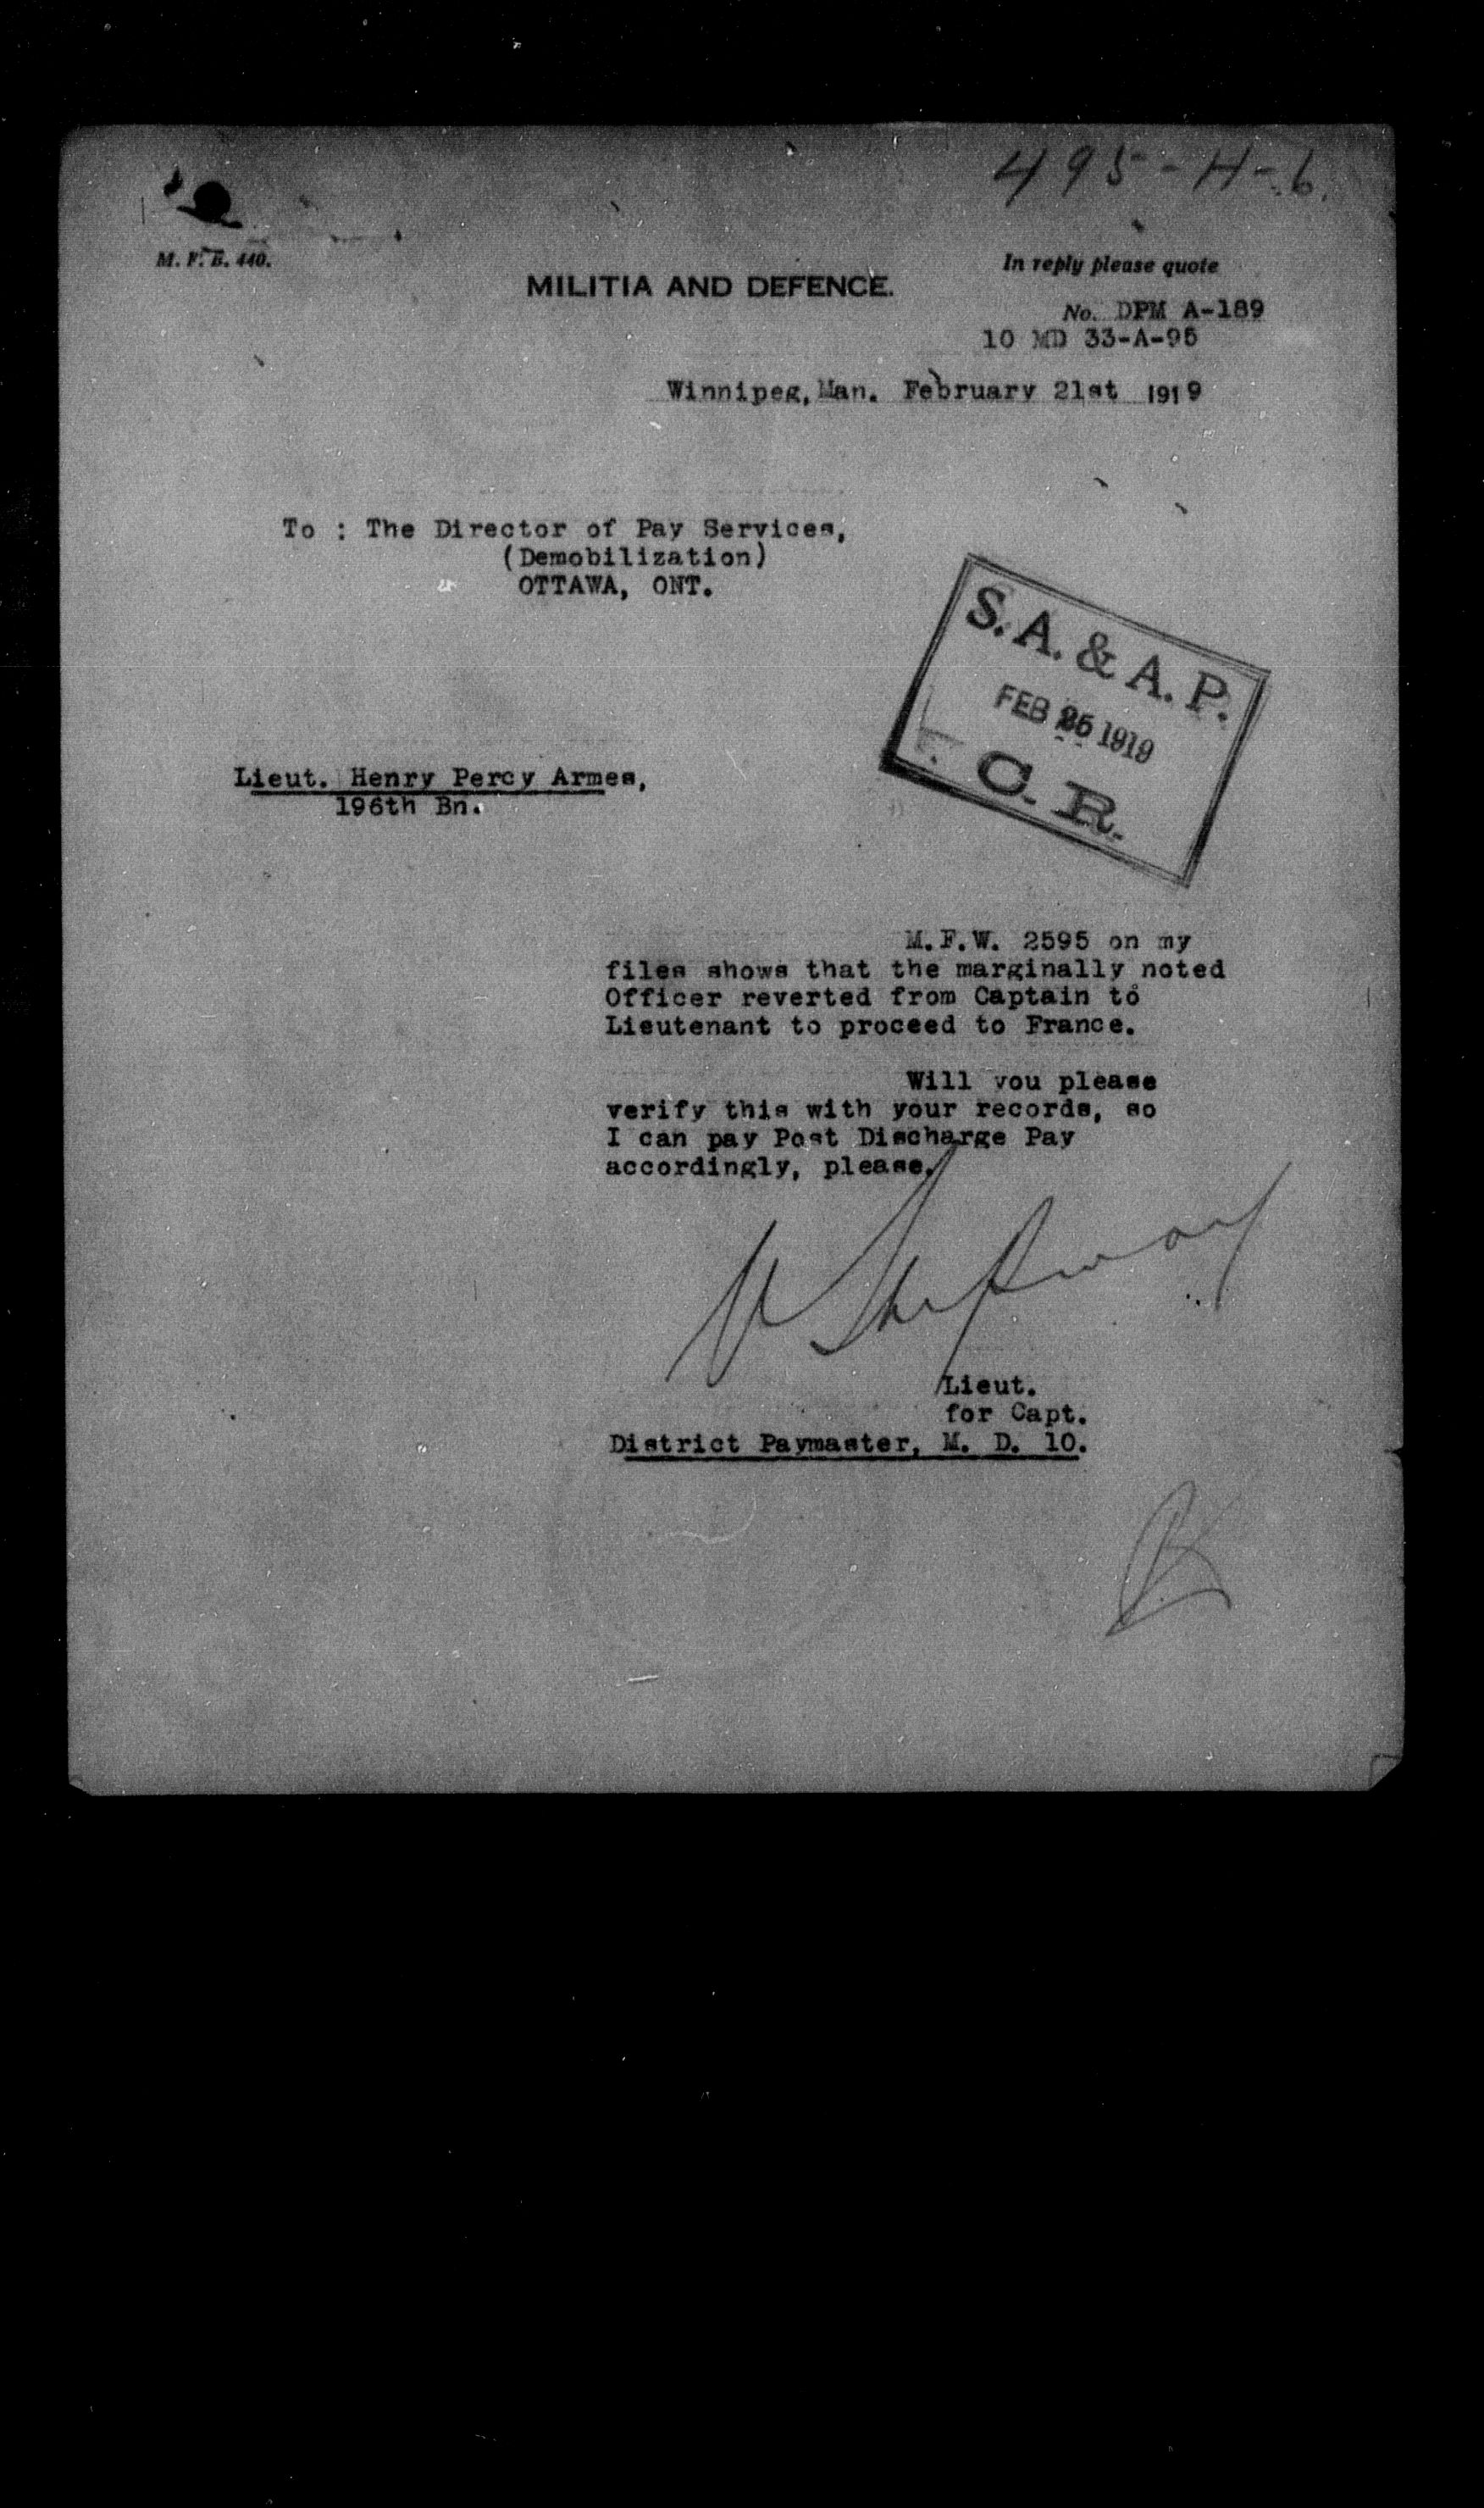 495-H-6.
M. F. B. 440.
In reply please quote
MILITIA AND DEFENCE.
No. DPM A-189
10 MD 33-A-95
Winnipeg, Man. February 21st 1919
To : The Director of Pay Services,
(Demobilization)
OTTAWA, ONT.
S. A. & A. P.
FEB 25 1919
O. R.
Lieut. Henry Percy Armes,
196th Bn.
M.F.W. 2595 on my
files shows that the marginally noted
Officer reverted from Captain to
Lieutenant to proceed to France.
Will you please
verify this with your records, so
I can pay Post Discharge Pay
accordingly, please.
Shipway
Lieut.
for Capt.
District Paymaster, M. D. 10.